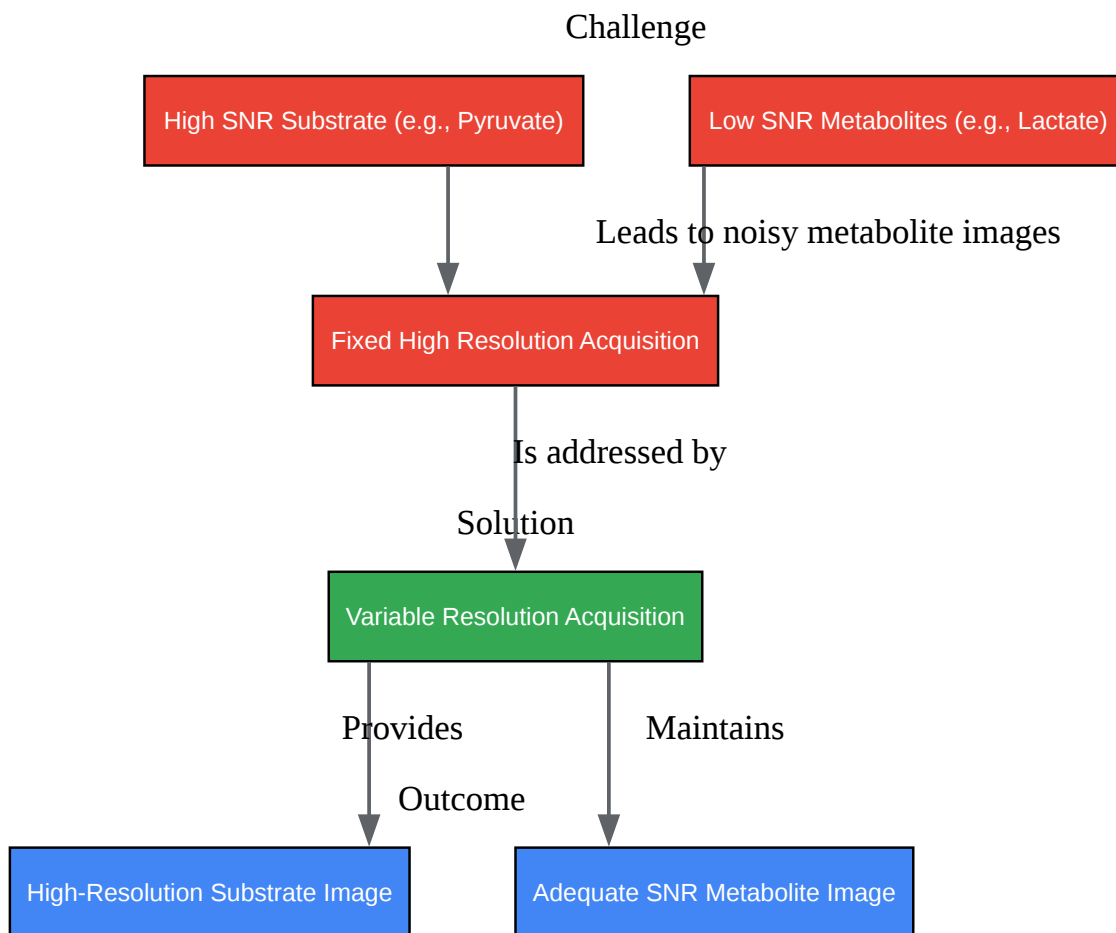 Challenge
High SNR Substrate (e.g., Pyruvate)
Low SNR Metabolites (e.g., Lactate)
Leads to noisy metabolite images
Fixed High Resolution Acquisition
Is addressed by
Solution
Variable Resolution Acquisition
Provides
Maintains
Outcome
High-Resolution Substrate Image
Adequate SNR Metabolite Image